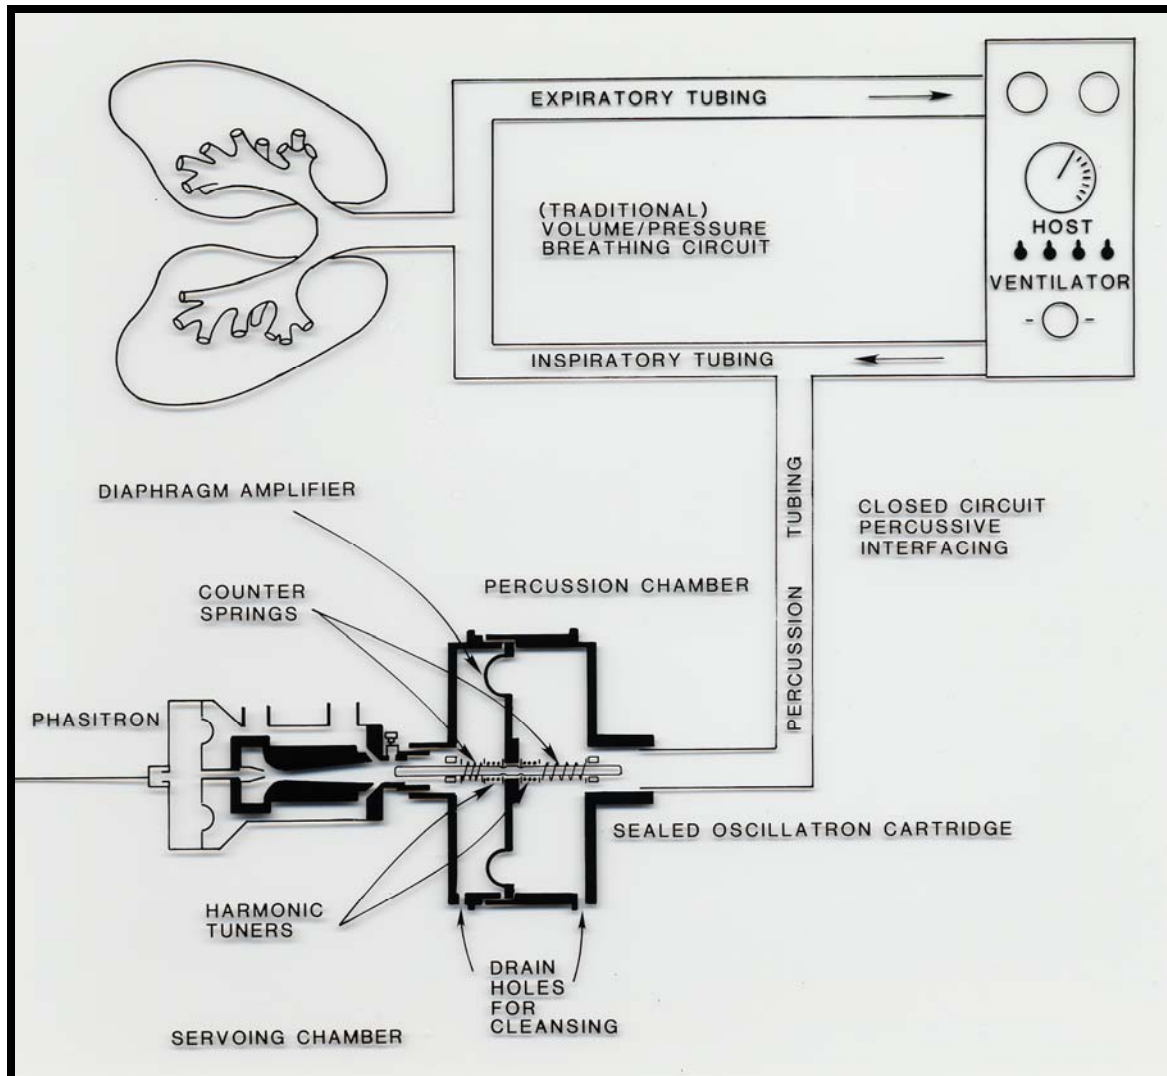 EXPIRATORY TUBING
(TRADITIONAL)
VOLUME/PRESSURE
BREATHING CIRCUIT
HOST
VENTILATOR
INSPIRATORY TUBING
DIAPHRAGM AMPLIFIER
PERCUSSION TUBING
CLOSED CIRCUIT
PERCUSSIVE
INTERFACING
COUNTER
SPRINGS
PERCUSSION CHAMBER
PHASITRON
SEALED OSCILLATRON CARTRIDGE
HARMONIC
TUNERS
DRAIN
HOLES
FOR
CLEANSING
SERVOING CHAMBER